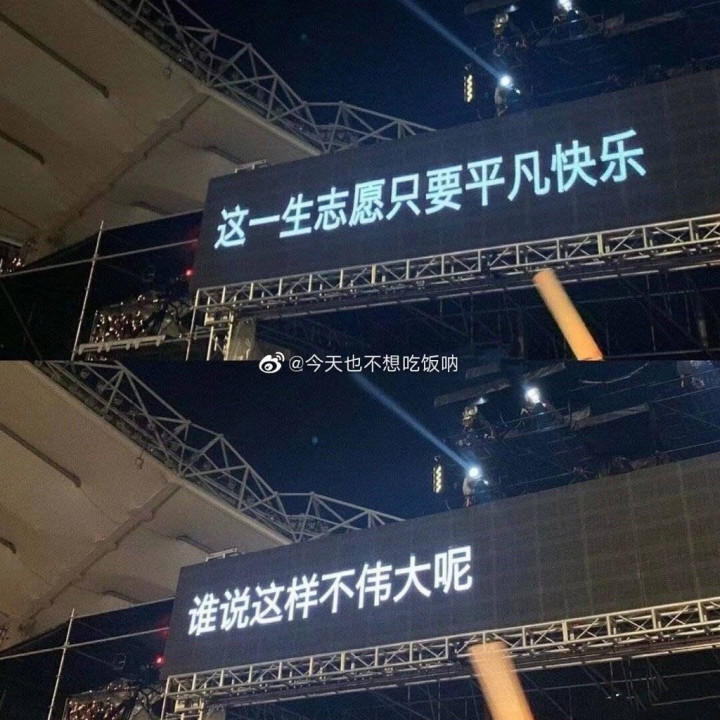 这一生志愿只要平凡快乐
@今天也不想吃饭呐
谁说这样不伟大呢